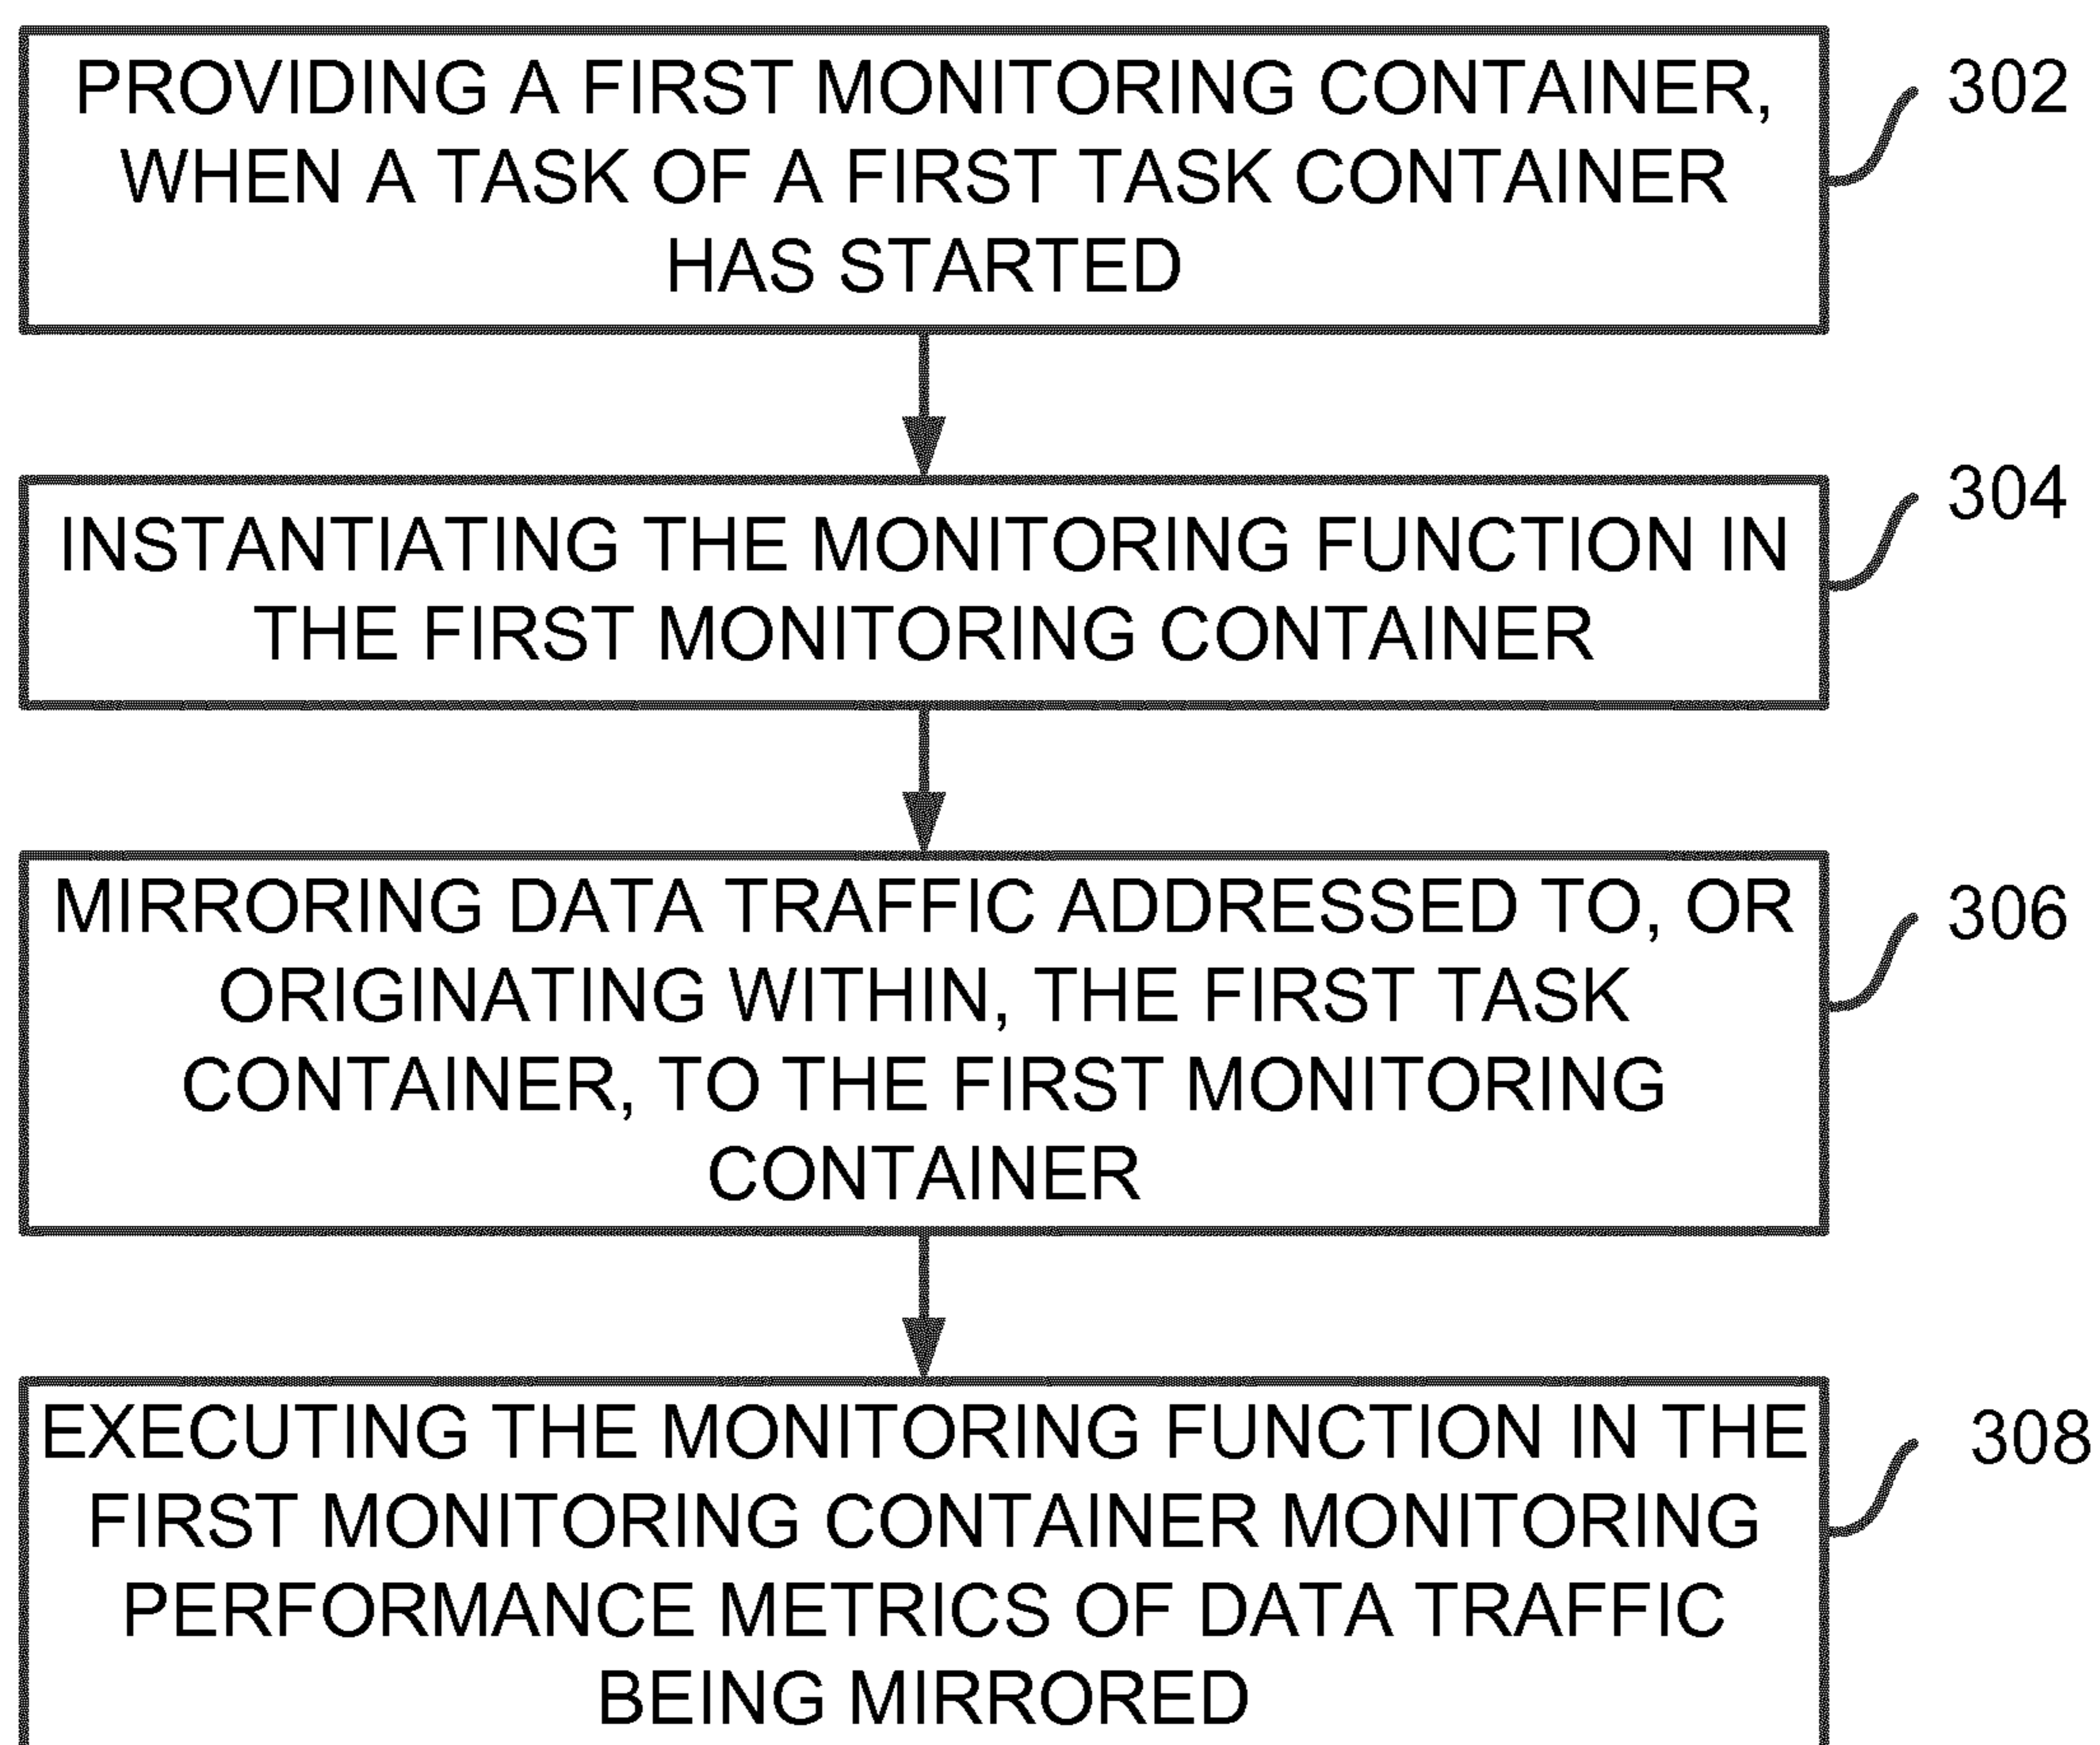 PROVIDING A FIRST MONITORING CONTAINER,
WHEN A TASK OF A FIRST TASK CONTAINER
HAS STARTED
302
INSTANTIATING THE MONITORING FUNCTION IN
THE FIRST MONITORING CONTAINER
304
MIRRORING DATA TRAFFIC ADDRESSED TO, OR
ORIGINATING WITHIN, THE FIRST TASK
CONTAINER, TO THE FIRST MONITORING
CONTAINER
306
EXECUTING THE MONITORING FUNCTION IN THE
FIRST MONITORING CONTAINER MONITORING
PERFORMANCE METRICS OF DATA TRAFFIC
BEING MIRRORED
308